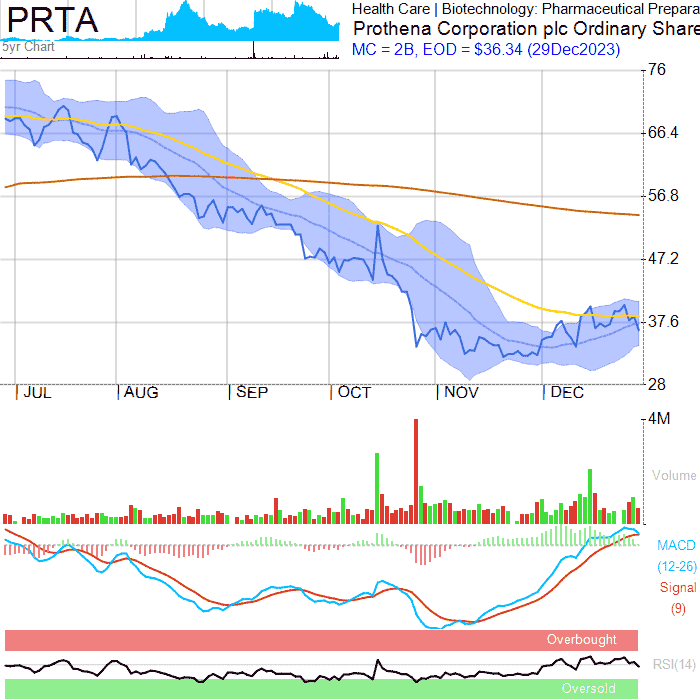 PRTA
5yr Chart
Health Care | Biotechnology: Pharmaceutical Prepara
Prothena Corporation plc Ordinary Share
MC = 2B, EOD = $36.34 (29Dec2023)
76
66.4
56.8
47.2
37.6
28
JUL AUG SEP OCT NOV DEC
4M
Volume
MACD
(12-26)
Signal
(9)
Overbought
RSI(14)
Oversold